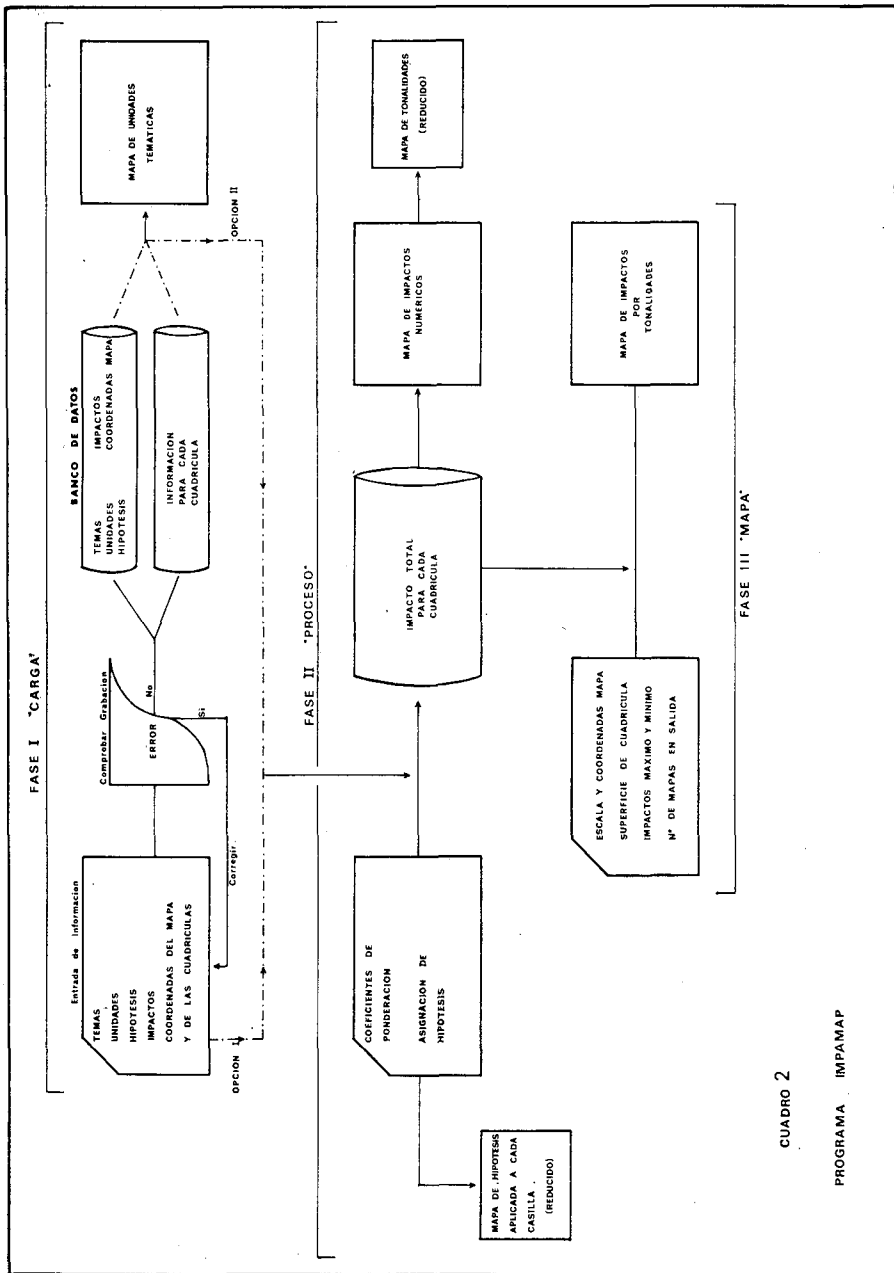 FASE I "CARGA"
Entrada de Informacion
TEMAS
UNIDADES
HIPOTESIS
IMPACTOS
COORDENADAS DEL MAPA
Y DE LAS CUADRICULAS
OPCION I
Corregir
Comprobar Grabacion
ERROR
No
Si
BANCO DE DATOS
TEMAS
UNIDADES
HIPOTESIS
IMPACTOS
COORDENADAS MAPA
INFORMACION
PARA CADA
CUADRICULA
OPCION II
MAPA DE UNIDADES
TEMATICAS
FASE II "PROCESO"
COEFICIENTES DE
PONDERACION
ASIGNACION DE
HIPOTESIS
MAPA DE HIPOTESIS
APLICADA A CADA
CASILLA .
(REDUCIDO)
IMPACTO TOTAL
PARA CADA
CUADRICULA
MAPA DE IMPACTOS
NUMERICOS
MAPA DE TONALIDADES
(REDUCIDO)
ESCALA Y COORDENADAS MAPA
SUPERFICIE DE CUADRICULA
IMPACTOS MAXIMO Y MINIMO
Nº DE MAPAS EN SALIDA
MAPA DE IMPACTOS
POR
TONALIDADES
FASE III "MAPA"
CUADRO 2
PROGRAMA IMPAMAP